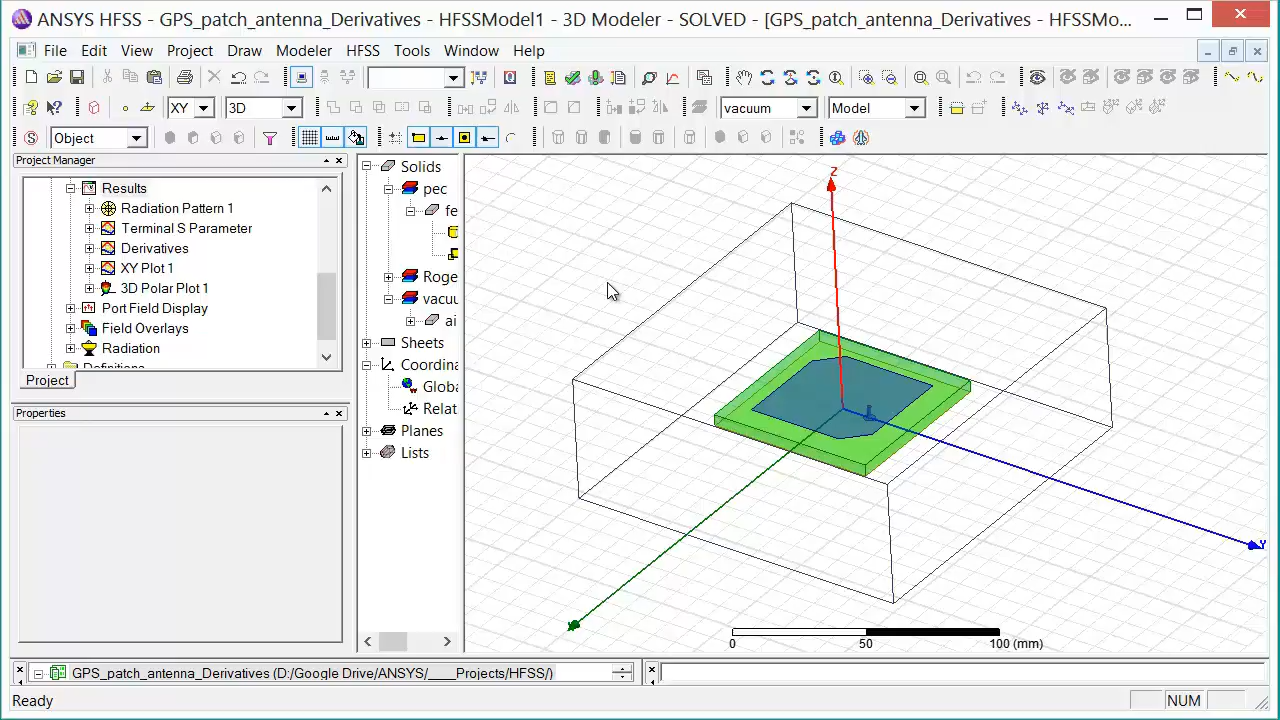 ANSYS HFSS - GPS_patch_antenna_Derivatives - HFSSModel1 - 3D Modeler - SOLVED - [GPS_patch_antenna_Derivatives - HFSSMo...
File Edit View Project Draw Modeler HFSS Tools Window Help
XY 3D vacuum Model
Object
Project Manager
Results
Radiation Pattern 1
Terminal S Parameter
Derivatives
XY Plot 1
3D Polar Plot 1
Port Field Display
Field Overlays
Radiation
Definitions
Project
Properties
Solids
pec
fe
Roge
vacuu
ai
Sheets
Coordina
Globa
Relat
Planes
Lists
Z
Y
0 50 100 (mm)
GPS_patch_antenna_Derivatives (D:/Google Drive/ANSYS/____Projects/HFSS/)
Ready NUM